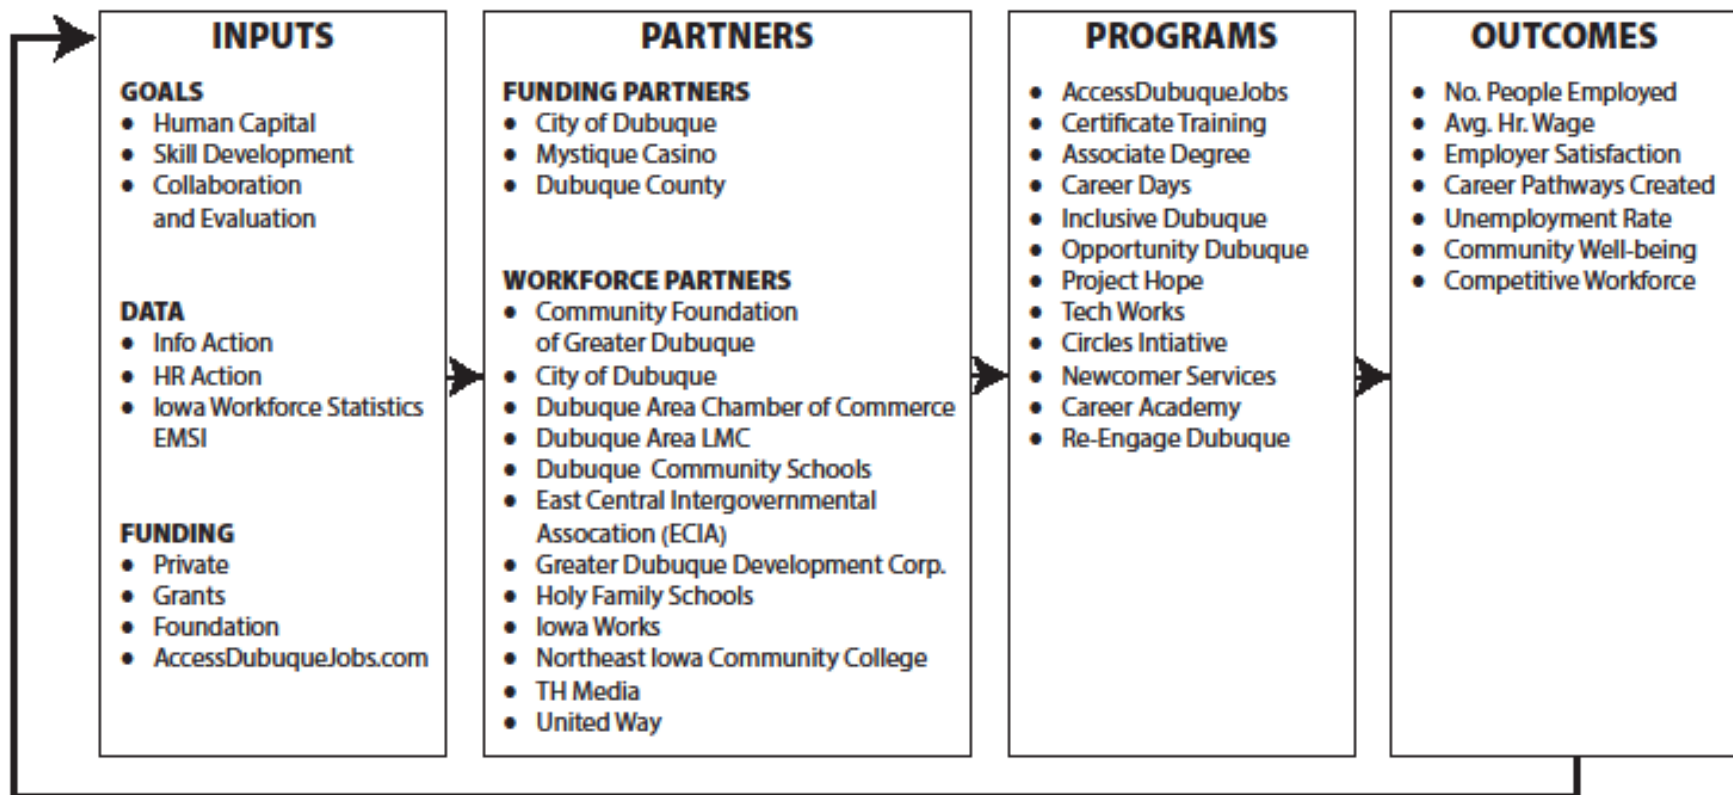 INPUTS
GOALS
• Human Capital
• Skill Development
• Collaboration
and Evaluation
DATA
• Info Action
• HR Action
• Iowa Workforce Statistics
EMSI
FUNDING
• Private
• Grants
• Foundation
• AccessDubuqueJobs.com
PARTNERS
FUNDING PARTNERS
• City of Dubuque
• Mystique Casino
• Dubuque County
WORKFORCE PARTNERS
• Community Foundation
of Greater Dubuque
• City of Dubuque
• Dubuque Area Chamber of Commerce
• Dubuque Area LMC
• Dubuque Community Schools
• East Central Intergovernmental
Assocation (ECIA)
• Greater Dubuque Development Corp.
• Holy Family Schools
• Iowa Works
• Northeast Iowa Community College
• TH Media
• United Way
PROGRAMS
• AccessDubuqueJobs
• Certificate Training
• Associate Degree
• Career Days
• Inclusive Dubuque
• Opportunity Dubuque
• Project Hope
• Tech Works
• Circles Intiative
• Newcomer Services
• Career Academy
• Re-Engage Dubuque
OUTCOMES
• No. People Employed
• Avg. Hr. Wage
• Employer Satisfaction
• Career Pathways Created
• Unemployment Rate
• Community Well-being
• Competitive Workforce